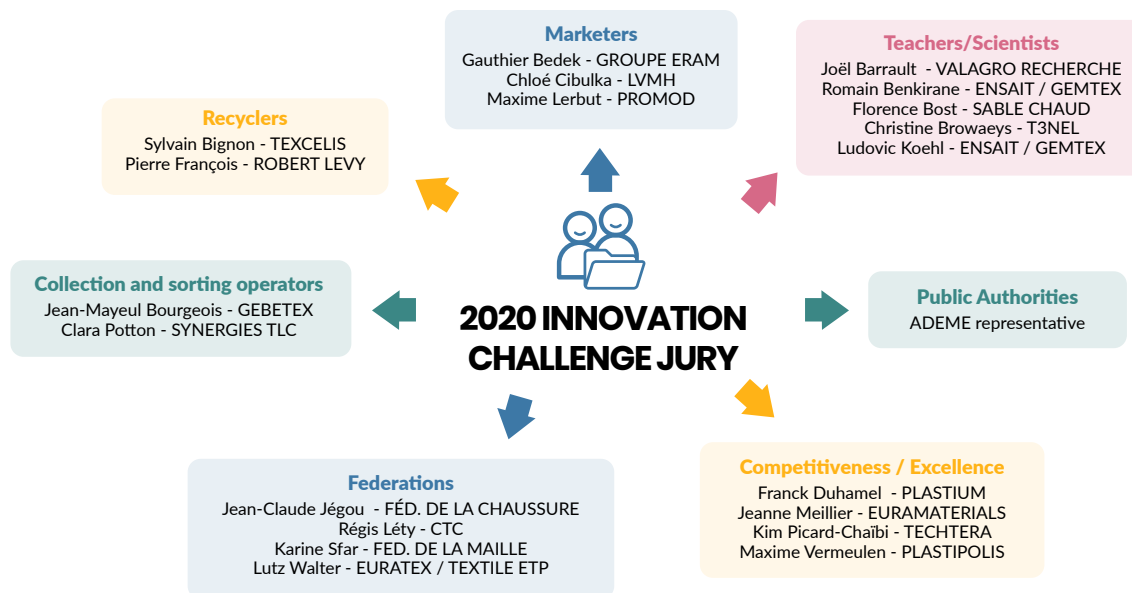 Marketers
Gauthier Bedek - GROUPE ERAM
Chloé Cibulka - LVMH
Maxime Lerbut - PROMOD
Teachers/Scientists
Joël Barrault - VALAGRO RECHERCHE
Romain Benkirane - ENSAIT / GEMTEX
Florence Bost - SABLE CHAUD
Christine Browaeys - T3NEL
Ludovic Koehl - ENSAIT / GEMTEX
Recyclers
Sylvain Bignon - TEXCELIS
Pierre François - ROBERT LEVY
Collection and sorting operators
Jean-Mayeul Bourgeois - GEBETEX
Clara Potton - SYNERGIES TLC
2020 INNOVATION
CHALLENGE JURY
Public Authorities
ADEME representative
Federations
Jean-Claude Jégou - FÉD. DE LA CHAUSSURE
Régis Léty - CTC
Karine Sfar - FED. DE LA MAILLE
Lutz Walter - EURATEX / TEXTILE ETP
Competitiveness / Excellence
Franck Duhamel - PLASTIUM
Jeanne Meillier - EURAMATERIALS
Kim Picard-Chaïbi - TECHTERA
Maxime Vermeulen - PLASTIPOLIS